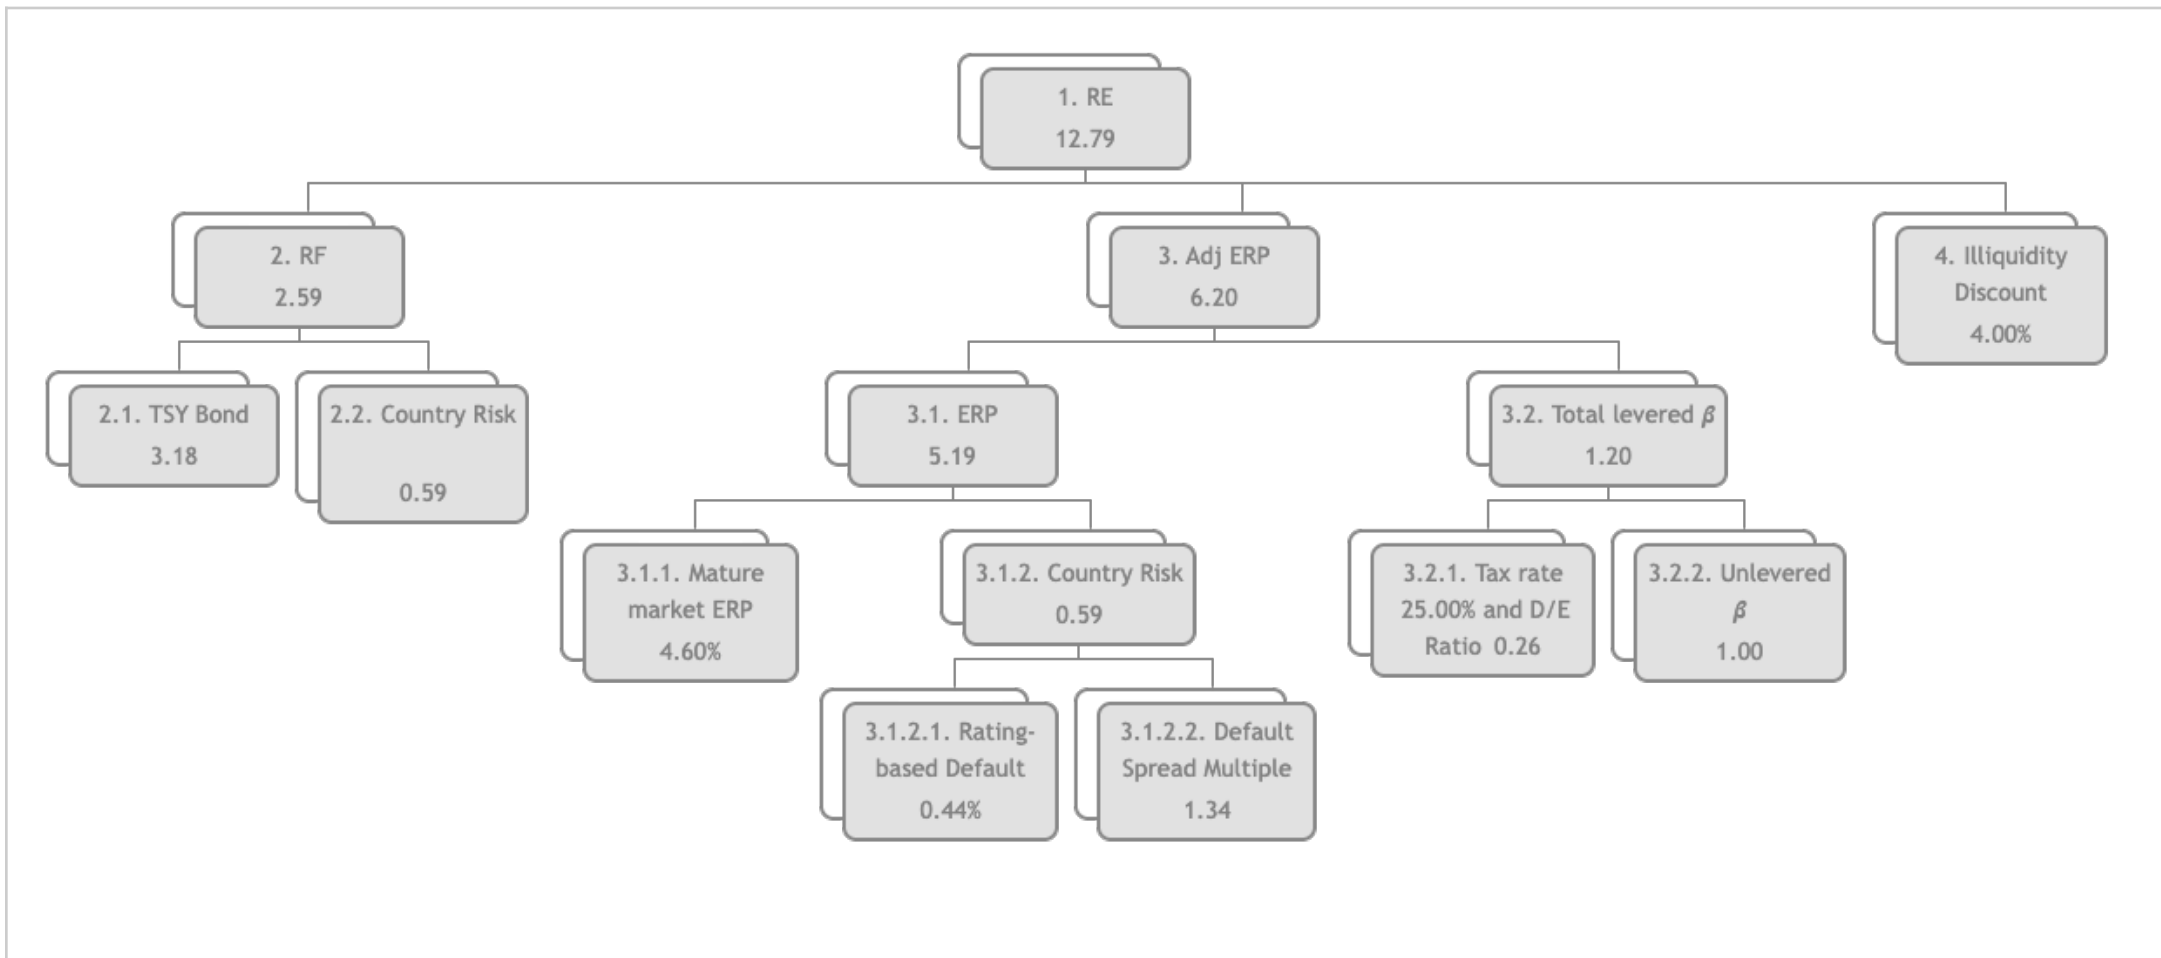 1. RE
12.79
2. RF
2.59
3. Adj ERP
6.20
4. Illiquidity
Discount
4.00%
2.1. TSY Bond
3.18
2.2. Country Risk
0.59
3.1. ERP
5.19
3.2. Total levered β
1.20
3.1.1. Mature
market ERP
4.60%
3.1.2. Country Risk
0.59
3.2.1. Tax rate
25.00% and D/E
Ratio 0.26
3.2.2. Unlevered
β
1.00
3.1.2.1. Rating-
based Default
0.44%
3.1.2.2. Default
Spread Multiple
1.34